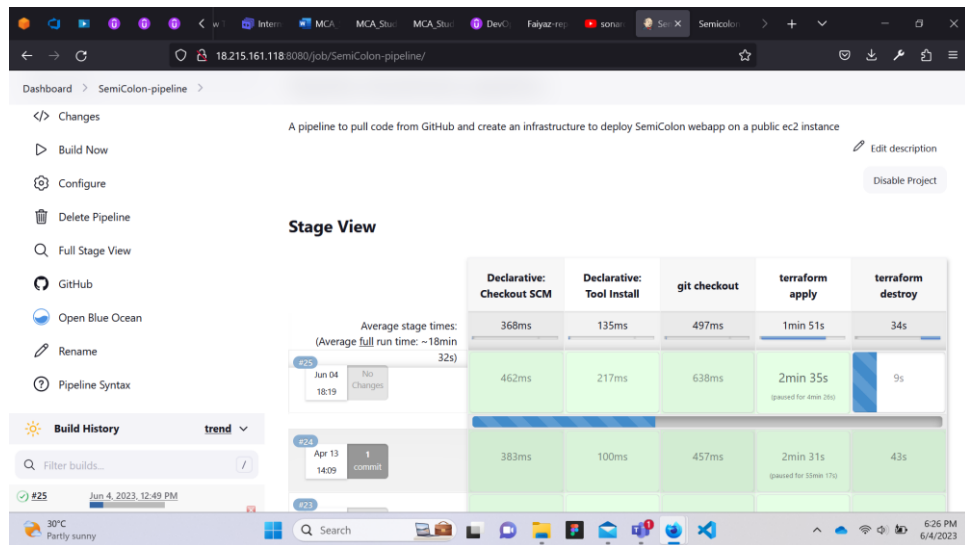 Intern
MCA_
MCA_Stud
MCA_Stud
DevO
Faiyaz-rep
sonar
Ser
Semicolon
18.215.161.118:8080/job/SemiColon-pipeline/
Dashboard > SemiColon-pipeline >
Changes
Build Now
Configure
Delete Pipeline
Full Stage View
GitHub
Open Blue Ocean
Rename
Pipeline Syntax
Build History trend
Filter builds... /
#25 Jun 4, 2023, 12:49 PM
A pipeline to pull code from GitHub and create an infrastructure to deploy SemiColon webapp on a public ec2 instance
Edit description
Disable Project
Stage View
Declarative: Declarative: git checkout terraform terraform
Checkout SCM Tool Install apply destroy
Average stage times: 368ms 135ms 497ms 1min 51s 34s
(Average full run time: ~18min
32s)
#25
Jun 04 No
18:19 Changes
462ms 217ms 638ms 2min 35s 9s
(paused for 4min 28s)
#24
Apr 13 1
14:09 commit
383ms 100ms 457ms 2min 31s 43s
(paused for 55min 17s)
#23
30°C
Partly sunny
Search
6:26 PM
6/4/2023